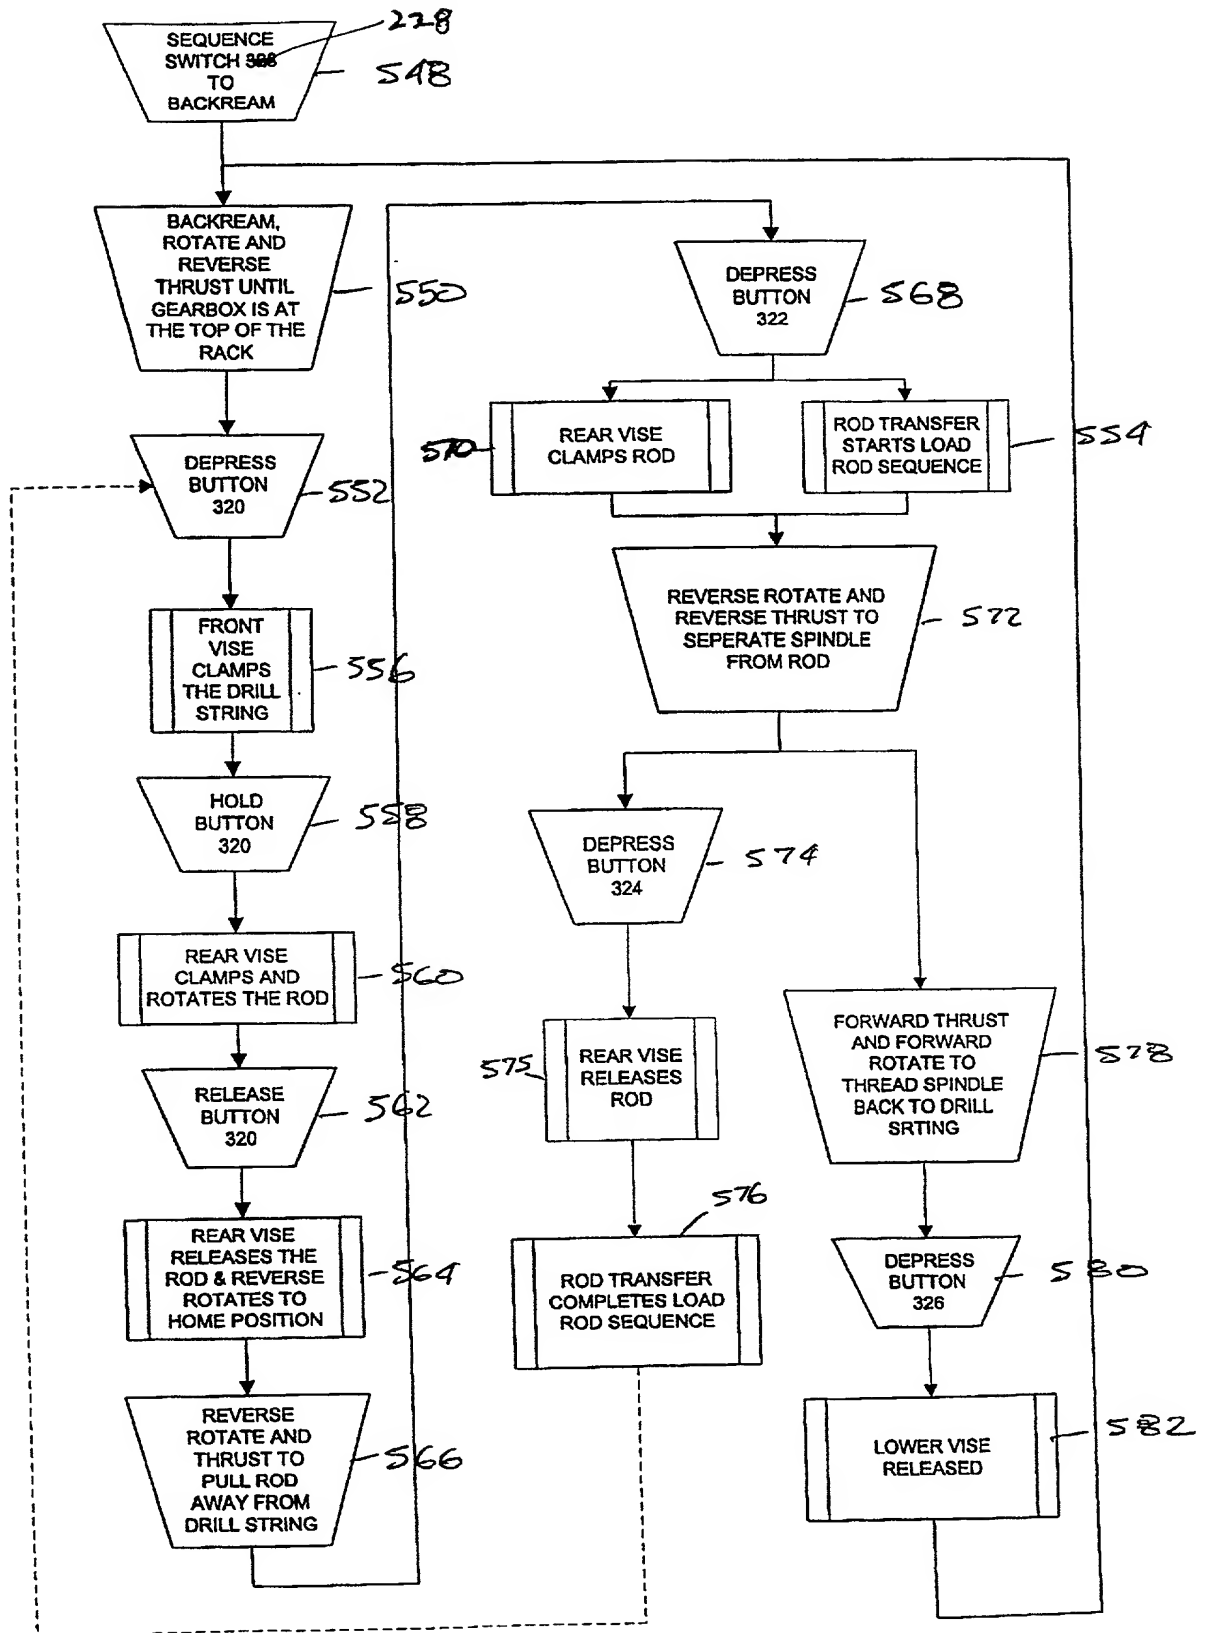 SEQUENCE
SWITCH
TO
BACKREAM
228
548
BACKREAM,
ROTATE AND
REVERSE
THRUST UNTIL
GEARBOX IS AT
THE TOP OF THE
RACK
550
DEPRESS
BUTTON
320
552
FRONT
VISE
CLAMPS
THE DRILL
STRING
556
HOLD
BUTTON
320
558
REAR VISE
CLAMPS AND
ROTATES THE ROD
560
RELEASE
BUTTON
320
562
REAR VISE
RELEASES THE
ROD & REVERSE
ROTATES TO
HOME POSITION
564
REVERSE
ROTATE AND
THRUST TO
PULL ROD
AWAY FROM
DRILL STRING
566
DEPRESS
BUTTON
322
568
REAR VISE
CLAMPS ROD
570
ROD TRANSFER
STARTS LOAD
ROD SEQUENCE
554
REVERSE ROTATE AND
REVERSE THRUST TO
SEPERATE SPINDLE
FROM ROD
572
DEPRESS
BUTTON
324
574
REAR VISE
RELEASES
ROD
575
ROD TRANSFER
COMPLETES LOAD
ROD SEQUENCE
576
FORWARD THRUST
AND FORWARD
ROTATE TO
THREAD SPINDLE
BACK TO DRILL
SRTING
578
DEPRESS
BUTTON
326
580
LOWER VISE
RELEASED
582